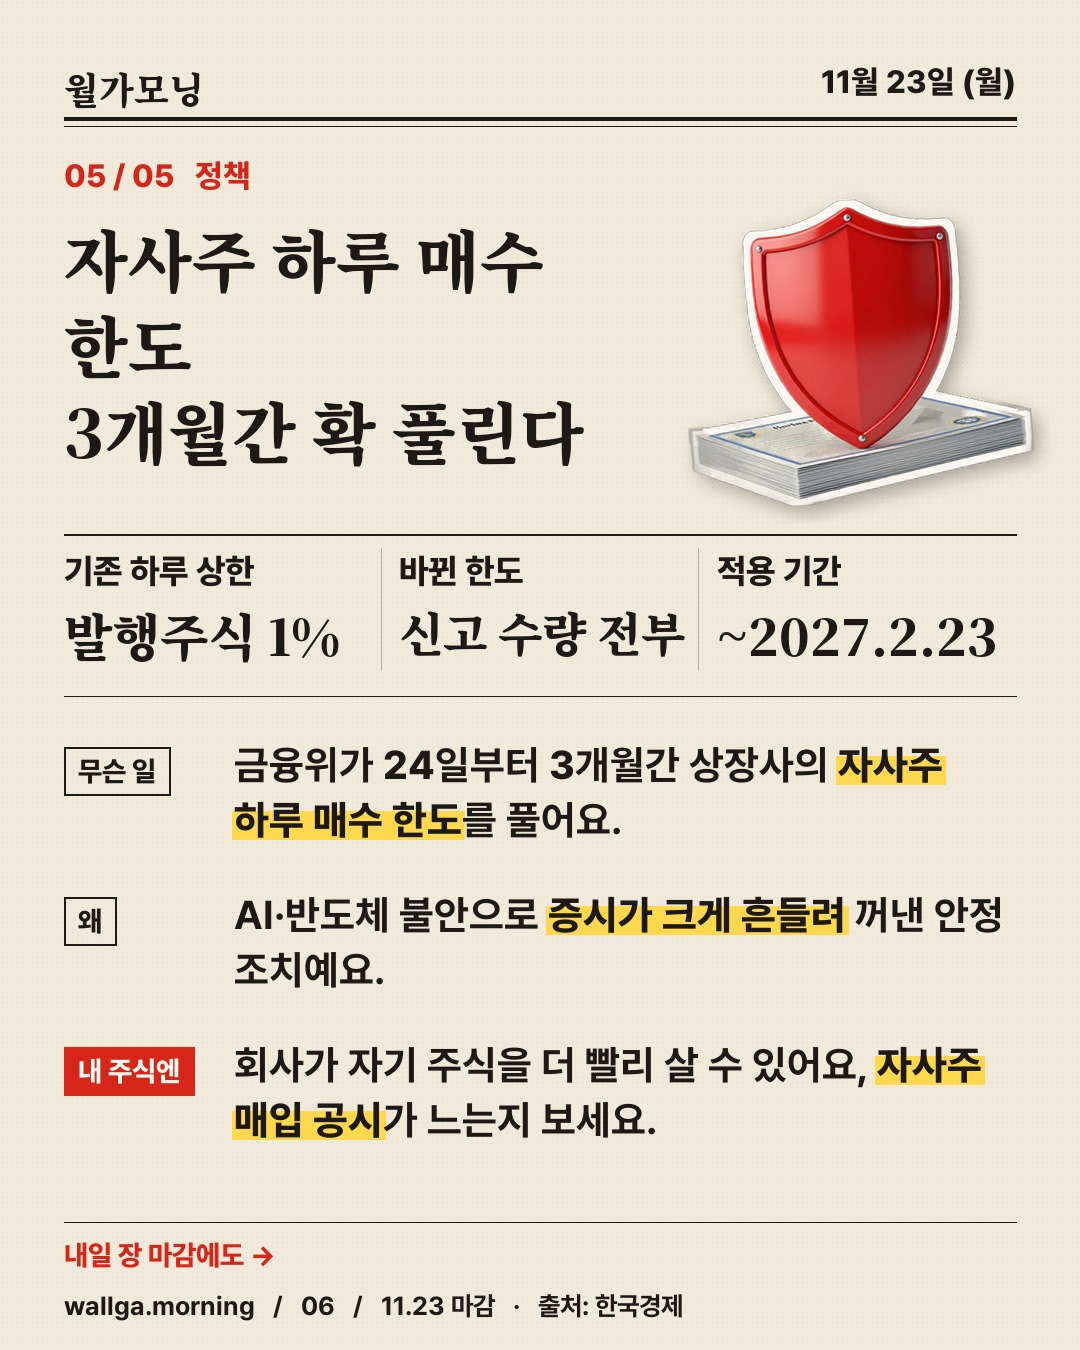 월가모닝
11월 23일 (월)
05 / 05 정책
자사주 하루 매수
한도
3개월간 확 풀린다
기존 하루 상한
발행주식 1%
바뀐 한도
신고 수량 전부
적용 기간
~2027.2.23
무슨 일
금융위가 24일부터 3개월간 상장사의 자사주
하루 매수 한도를 풀어요.
왜
AI·반도체 불안으로 증시가 크게 흔들려 꺼낸 안정
조치예요.
내 주식엔
회사가 자기 주식을 더 빨리 살 수 있어요, 자사주
매입 공시가 느는지 보세요.
내일 장 마감에도 →
wallga.morning / 06 / 11.23 마감 · 출처: 한국경제